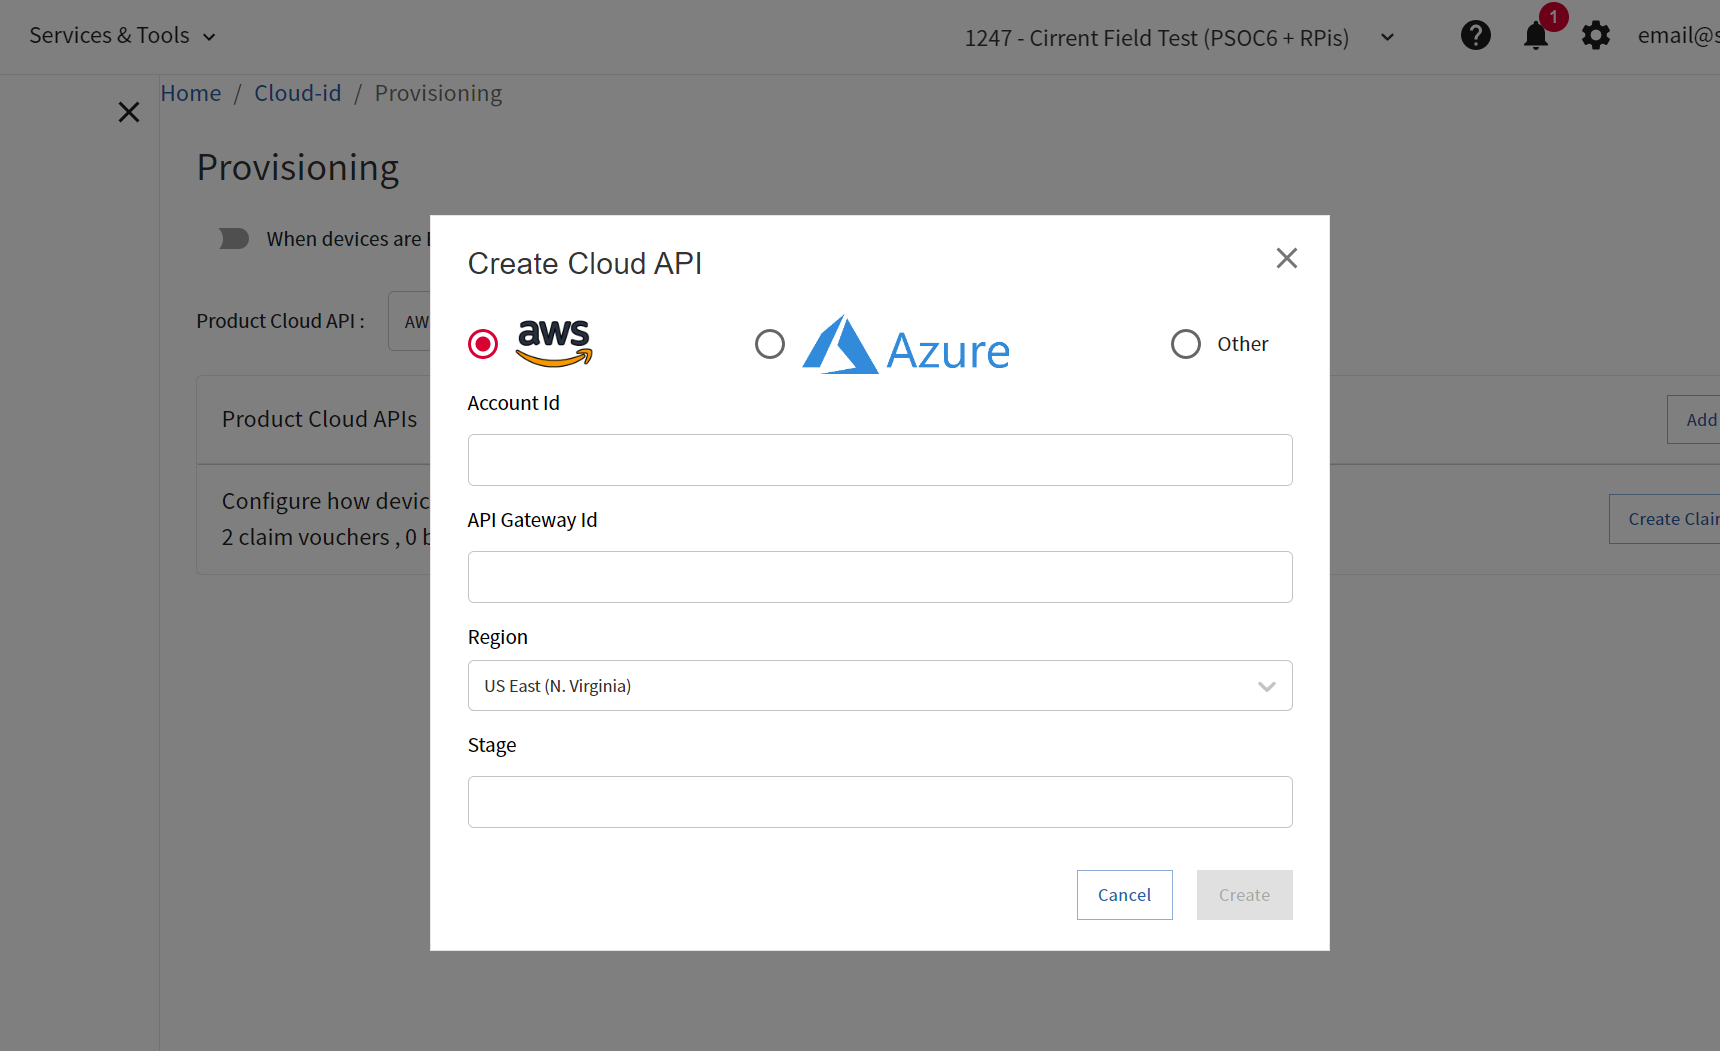 Services & Tools
1247 - Cirrent Field Test (PSOC6 + RPis)
1
email@s
Home / Cloud-id / Provisioning
Provisioning
When devices are
Product Cloud API :
AW
Product Cloud APIs
Add
Configure how devic
2 claim vouchers , 0 b
Create Clai
Create Cloud API
aws
Azure
Other
Account Id
API Gateway Id
Region
US East (N. Virginia)
Stage
Cancel
Create